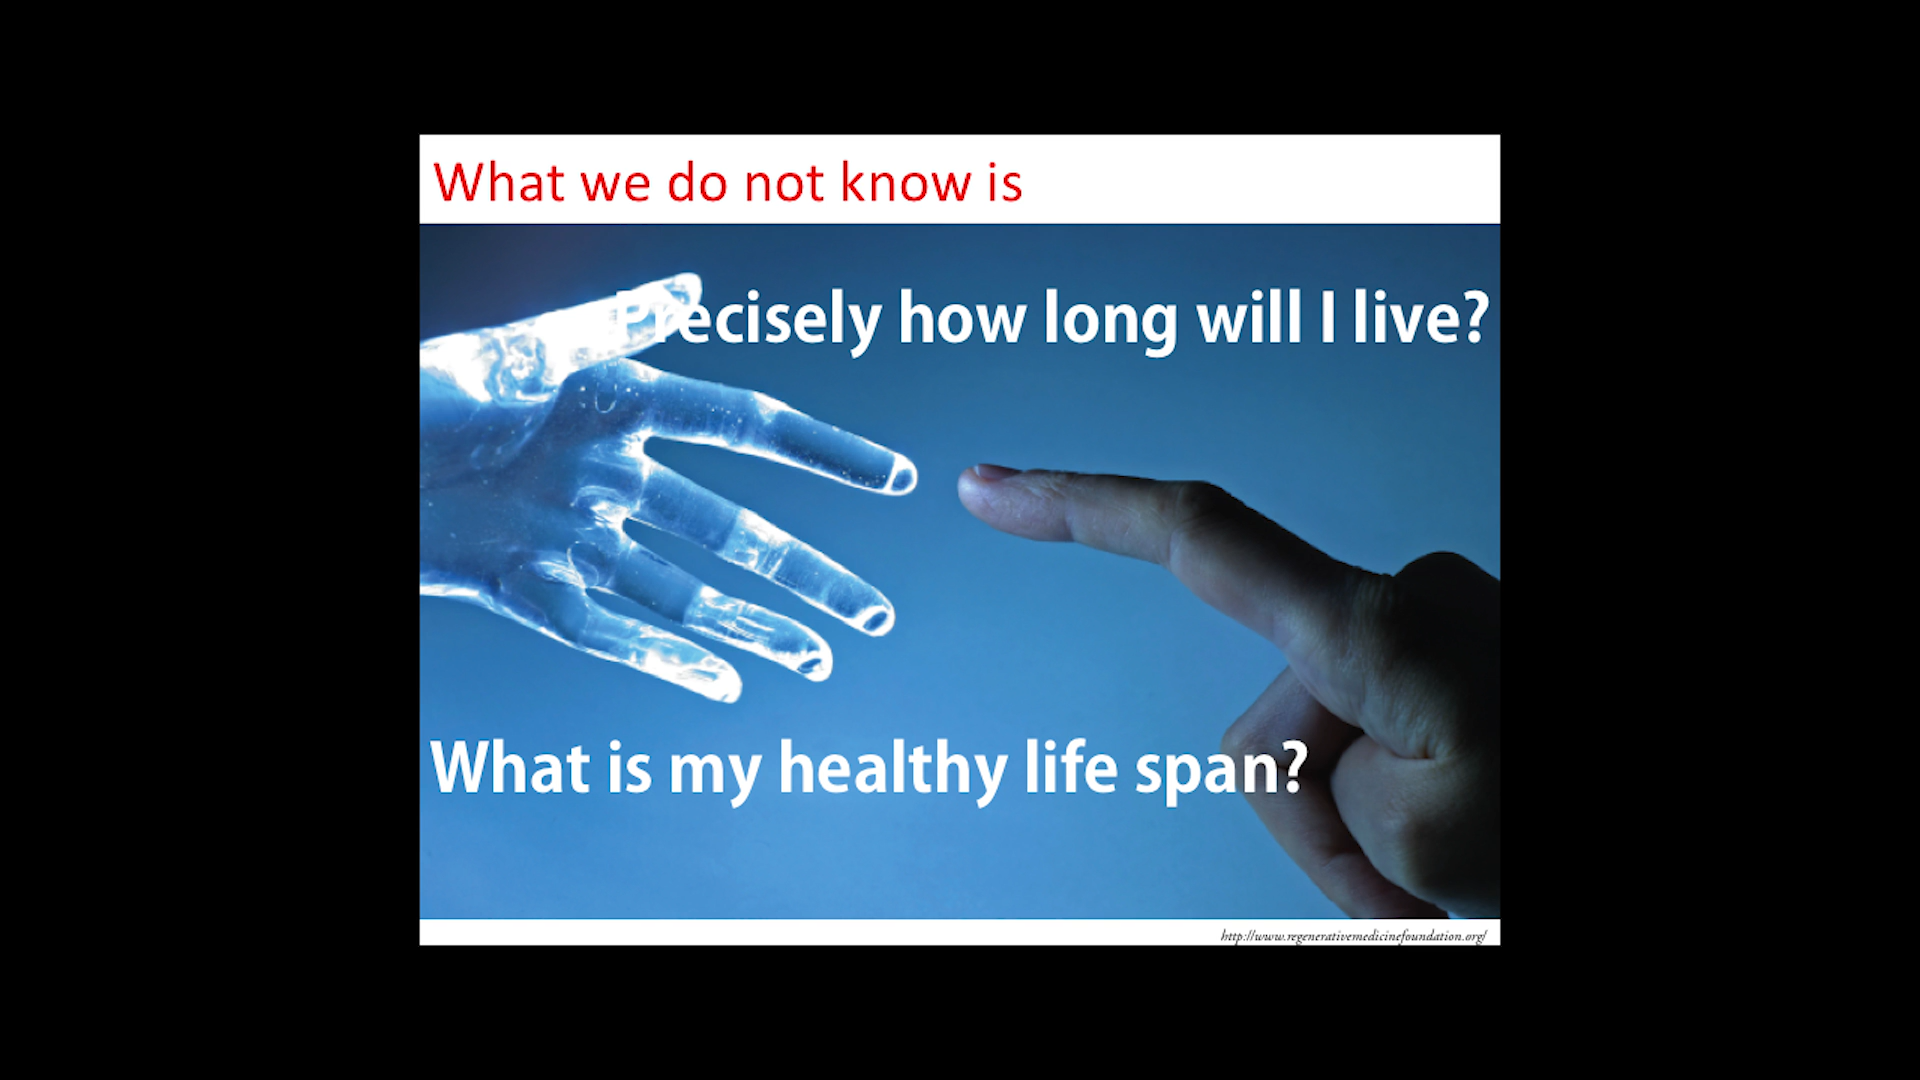 What we do not know is
Precisely how long will I live?
What is my healthy life span?
http://www.regenerativemedicinefoundation.org/